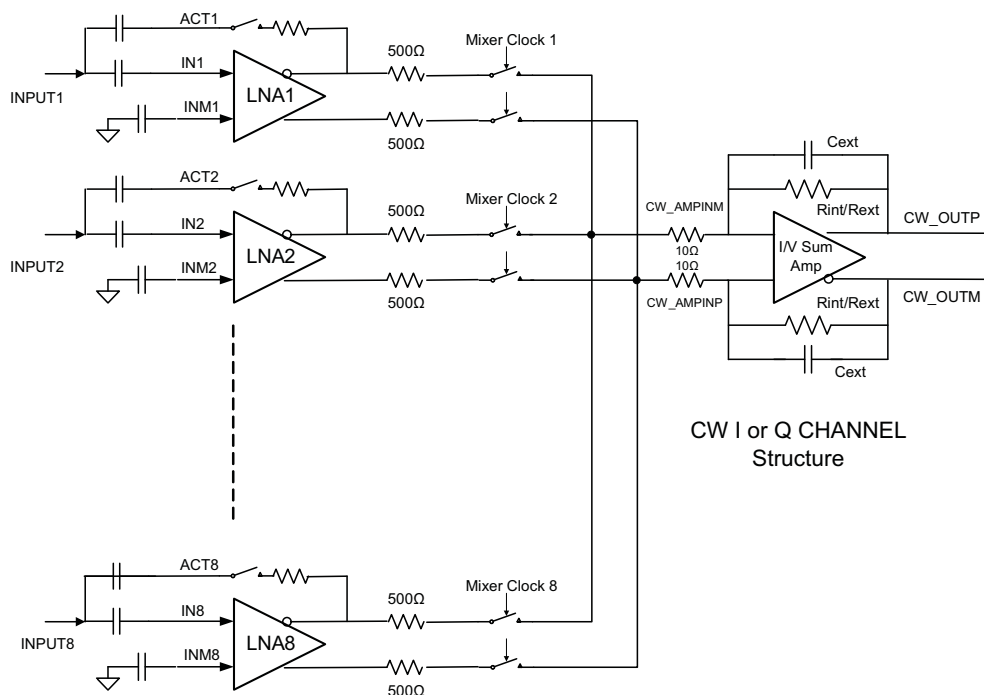 ACT1
500Ω
Mixer Clock 1
INPUT1
IN1
LNA1
INM1
500Ω
ACT2
500Ω
Mixer Clock 2
INPUT2
IN2
LNA2
INM2
500Ω
Cext
Rint/Rext
CW_AMPINM
10Ω
10Ω
CW_AMPINP
I/V Sum
Amp
CW_OUTP
CW_OUTM
Rint/Rext
Cext
CW I or Q CHANNEL
Structure
ACT8
500Ω
Mixer Clock 8
INPUT8
IN8
LNA8
INM8
500Ω